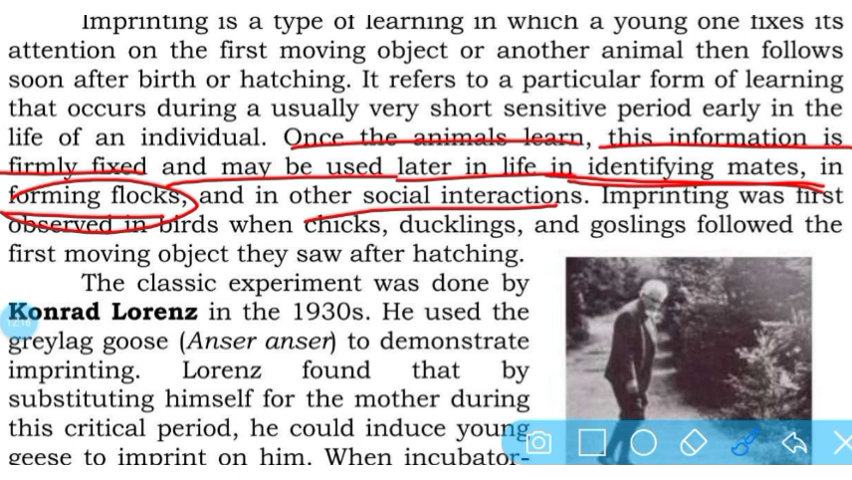 Imprinting is a type of learning in which a young one fixes its
attention on the first moving object or another animal then follows
soon after birth or hatching. It refers to a particular form of learning
that occurs during a usually very short sensitive period early in the
life of an individual. Once the animals learn, this information is
firmly fixed and may be used later in life in identifying mates, in
forming flocks, and in other social interactions. Imprinting was first
observed in birds when chicks, ducklings, and goslings followed the
first moving object they saw after hatching.
The classic experiment was done by
Konrad Lorenz in the 1930s. He used the
12:16
greylag goose (Anser anser) to demonstrate
imprinting. Lorenz found that by
substituting himself for the mother during
this critical period, he could induce young
geese to imprint on him. When incubator-